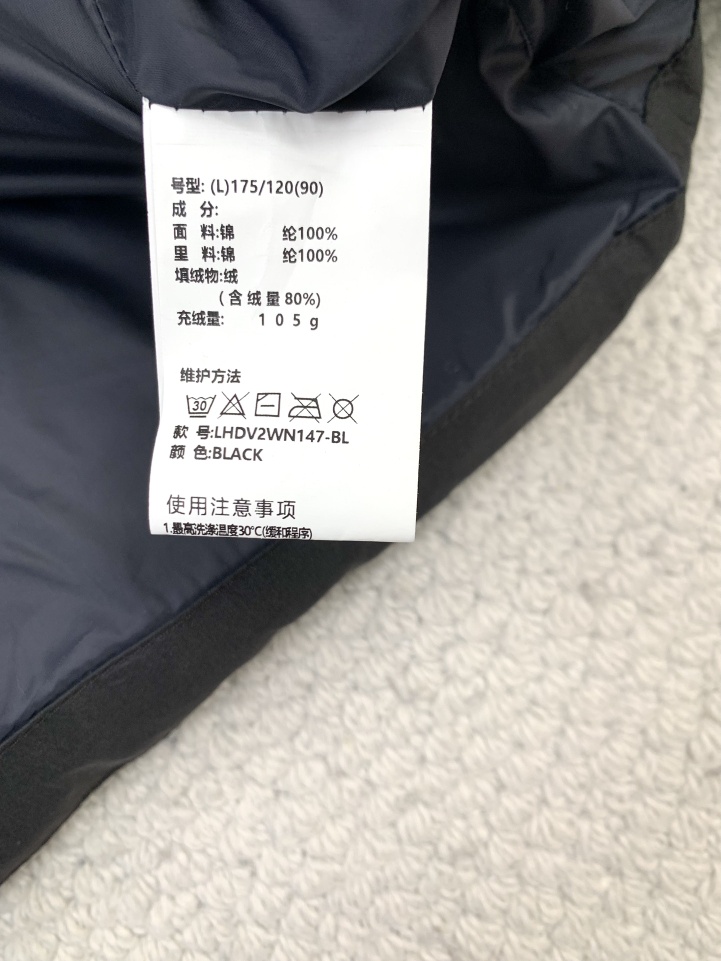 号型: (L)175/120(90)
成 分:
面 料:锦 纶100%
里 料:锦 纶100%
填绒物:绒
(含绒量80%)
充绒量: 105g
维护方法
30
款 号:LHDV2WN147-BL
颜 色:BLACK
使用注意事项
1.最高洗涤温度30℃(缓和程序)